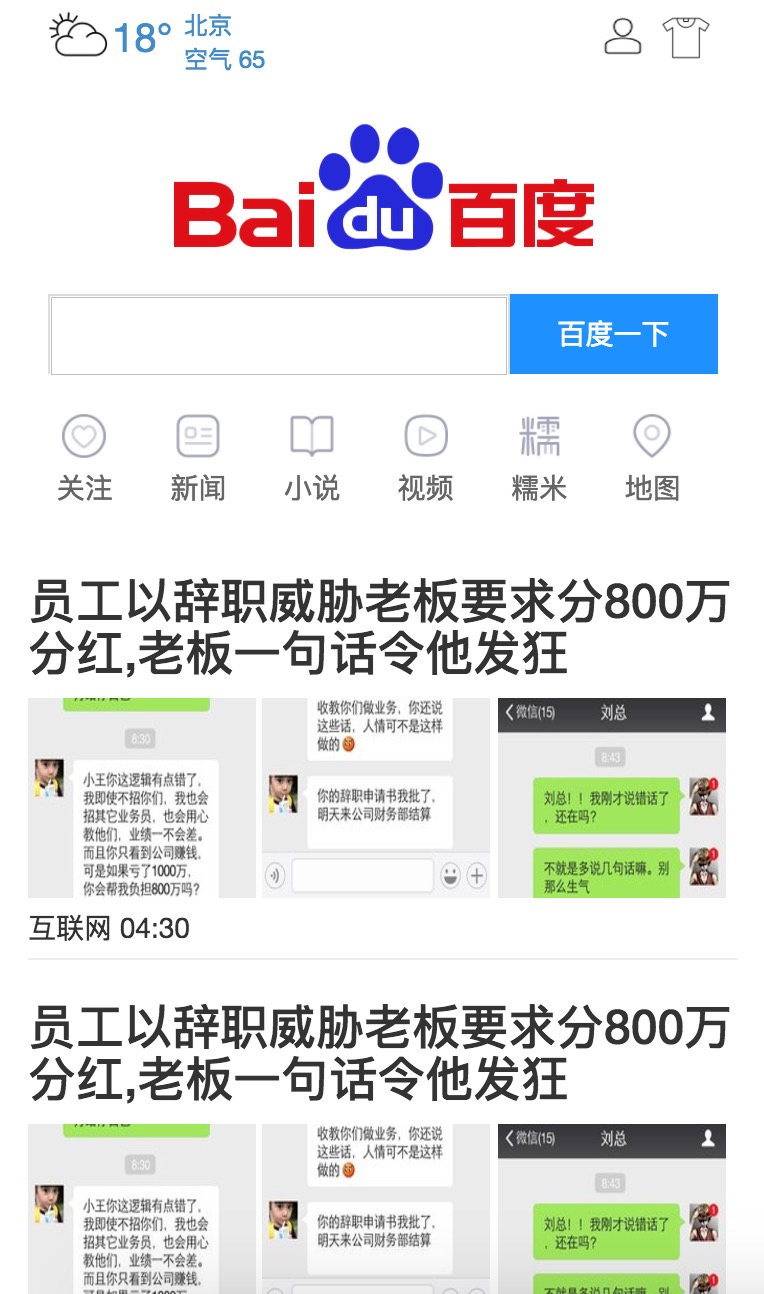 18°
北京
空气 65
Baidu百度
百度一下
关注
新闻
小说
视频
糯米
地图
员工以辞职威胁老板要求分800万
分红,老板一句话令他发狂
8:30
小王你这逻辑有点错了,
我即使不招你们, 我也会
招其它业务员, 也会用心
教他们, 业绩一不会差。
而且你只看到公司赚钱,
可是如果亏了1000万,
你会帮我负担800万吗?
收教你们做业务, 你还说
这些话, 人情可不是这样
做的
你的辞职申请书我批了,
明天来公司财务部结算
微信(15)
刘总
8:43
刘总!! 我刚才说错话了
, 还在吗?
不就是多说几句话嘛。别
那么生气
互联网 04:30
员工以辞职威胁老板要求分800万
分红,老板一句话令他发狂
8:30
小王你这逻辑有点错了,
我即使不招你们, 我也会
招其它业务员, 也会用心
教他们, 业绩一不会差。
而且你只看到公司赚钱,
收教你们做业务, 你还说
这些话, 人情可不是这样
做的
你的辞职申请书我批了,
明天来公司财务部结算
微信(15)
刘总
8:43
刘总!! 我刚才说错话了
, 还在吗?